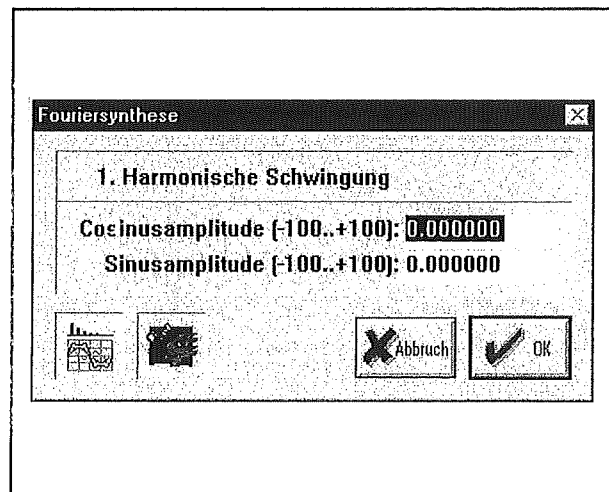 Fouriersynthese
1. Harmonische Schwingung
Cosinusamplitude (-100..+100): 0.000000
Sinusamplitude (-100..+100): 0.000000
Abbruch
OK